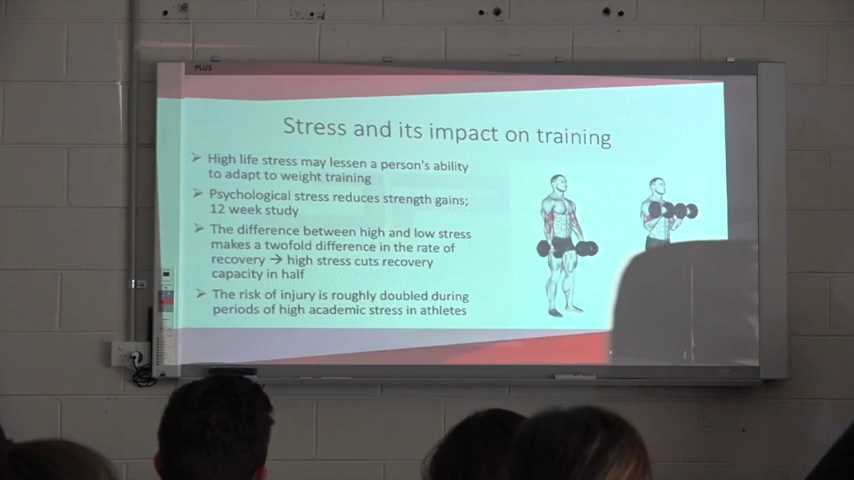 PLUS
Stress and its impact on training
➢ High life stress may lessen a person's ability
to adapt to weight training
➢ Psychological stress reduces strength gains;
12 week study
➢ The difference between high and low stress
makes a twofold difference in the rate of
recovery → high stress cuts recovery
capacity in half
➢ The risk of injury is roughly doubled during
periods of high academic stress in athletes